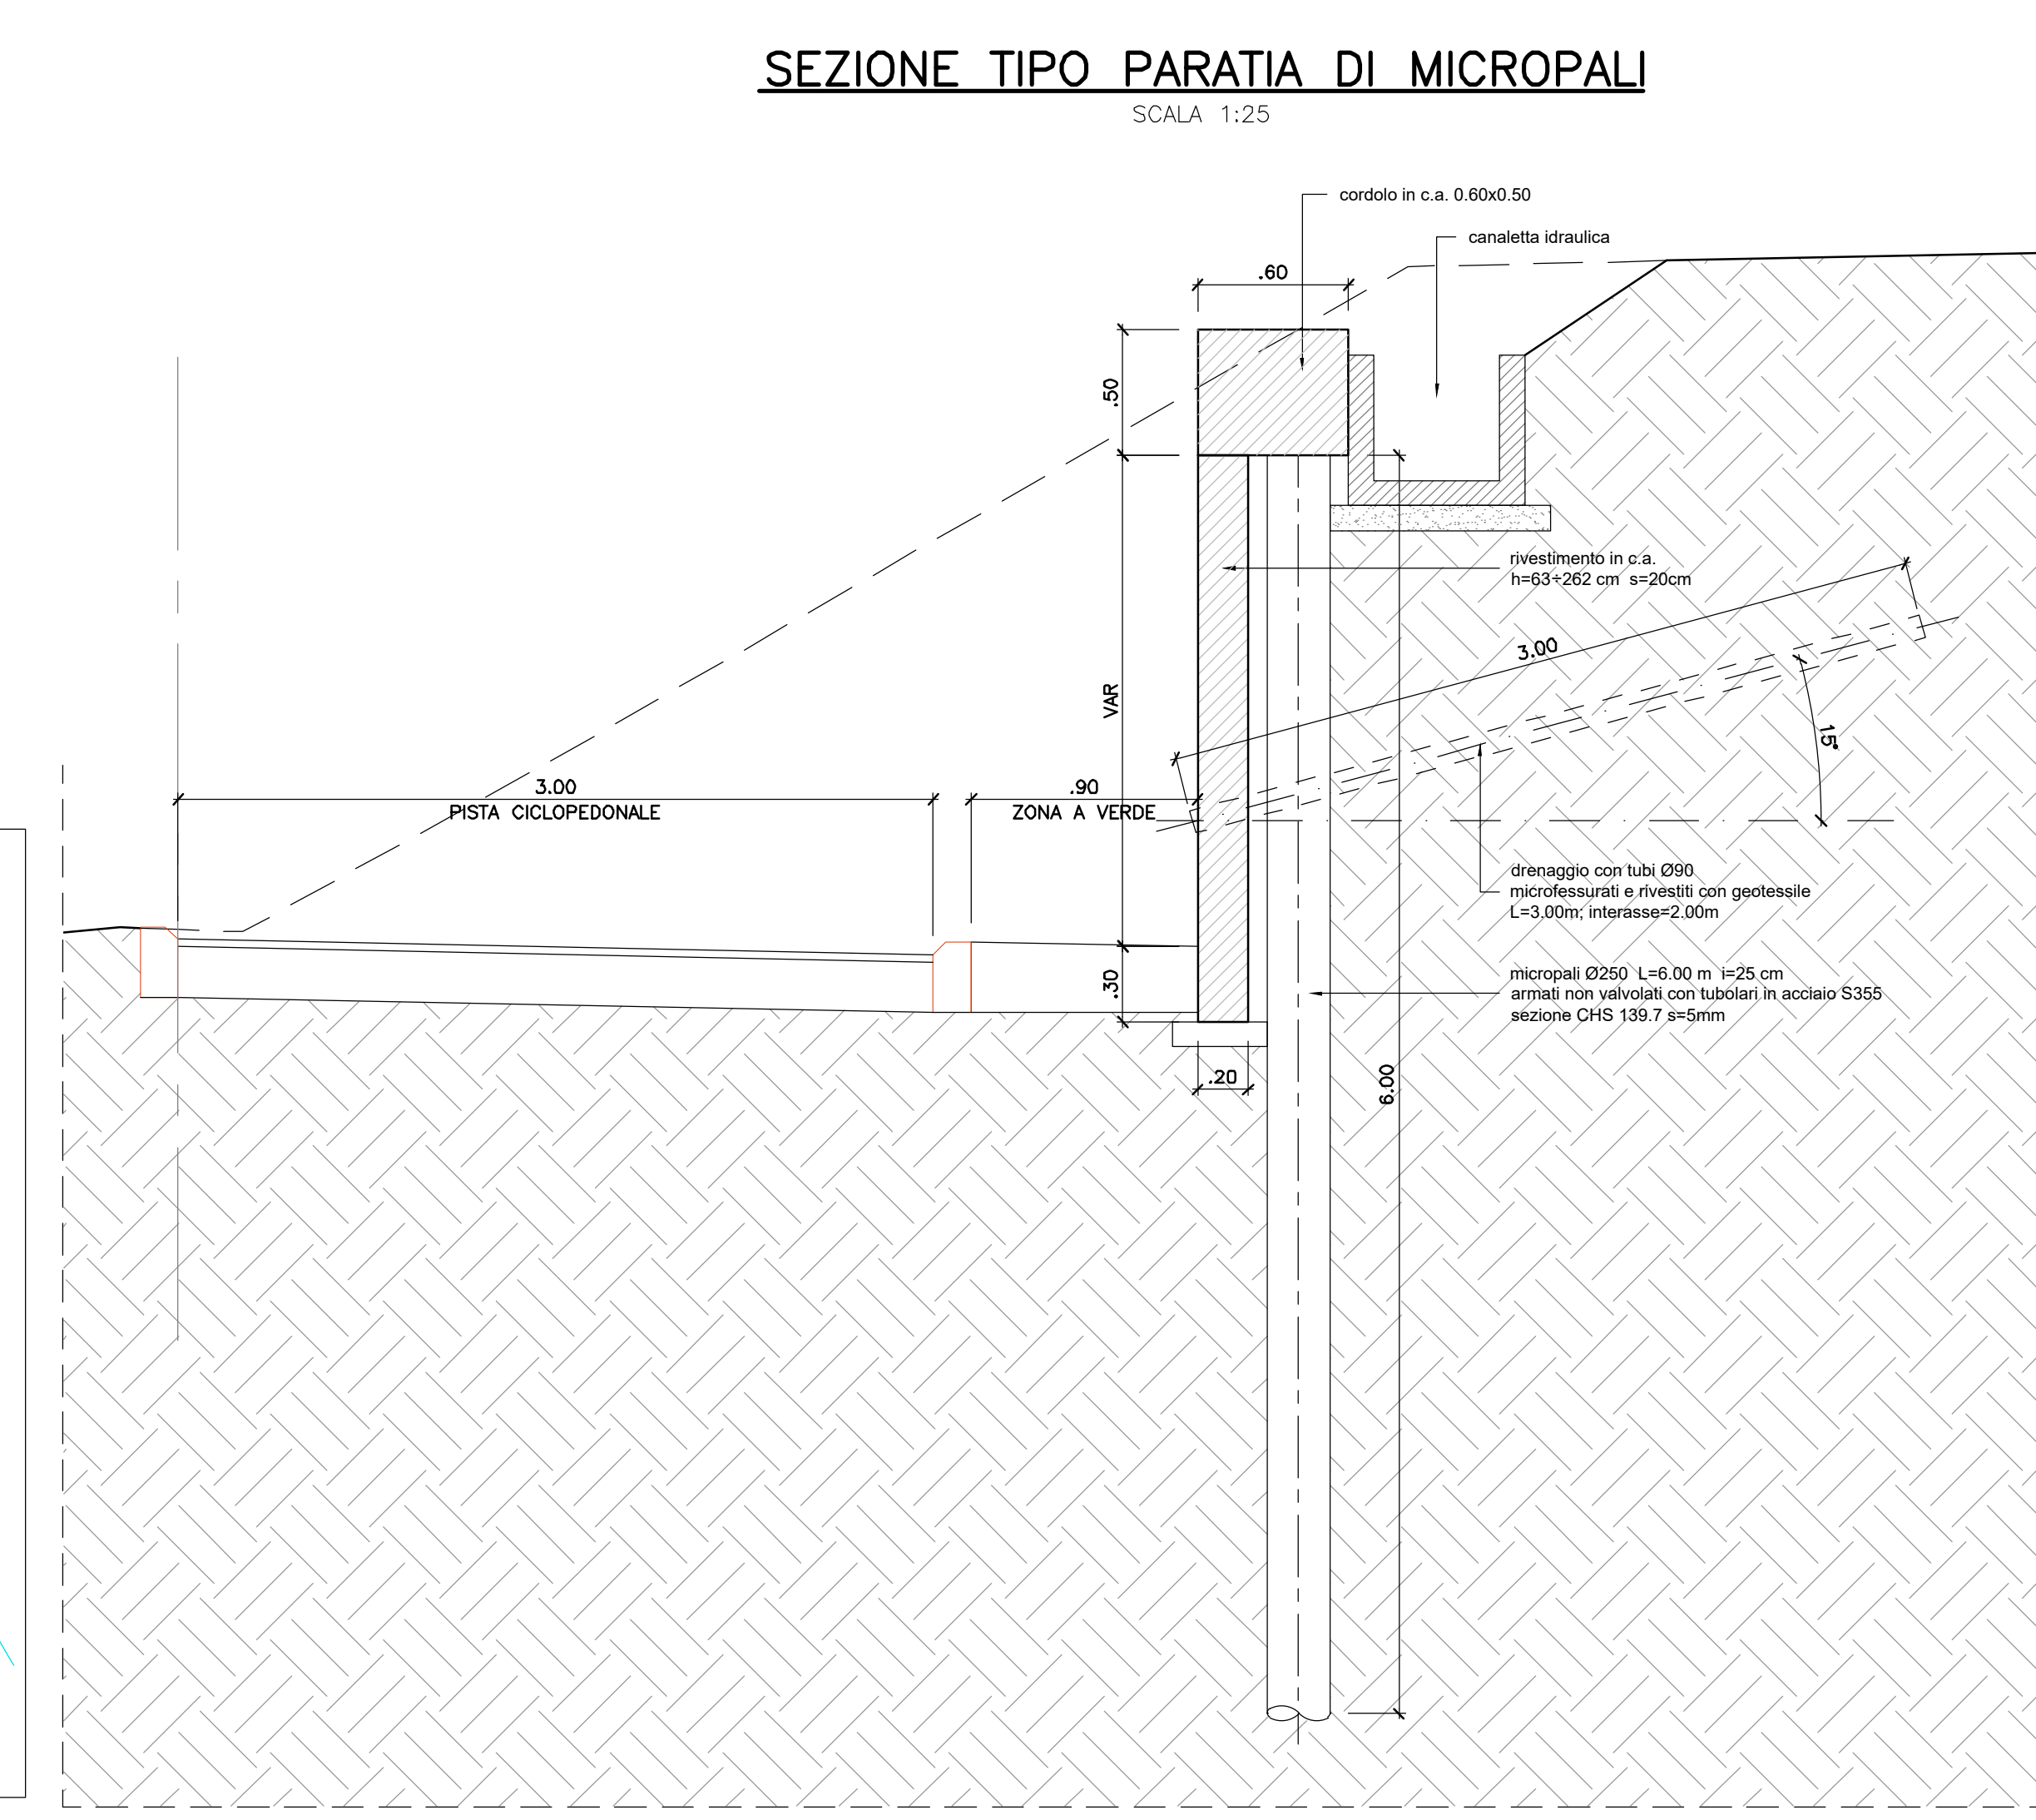 SEZIONE TIPO PARATIA DI MICROPALI
SCALA 1:25
cordolo in c.a. 0.60x0.50
canaletta idraulica
.60
.50
rivestimento in c.a.
h=63÷262 cm s=20cm
3.00
VAR
15°
3.00
PISTA CICLOPEDONALE
.90
ZONA A VERDE
drenaggio con tubi Ø90
microfessurati e rivestiti con geotessile
L=3.00m; interasse=2.00m
.30
micropali Ø250 L=6.00 m i=25 cm
armati non valvolati con tubolari in acciaio S355
sezione CHS 139.7 s=5mm
.20
6.00